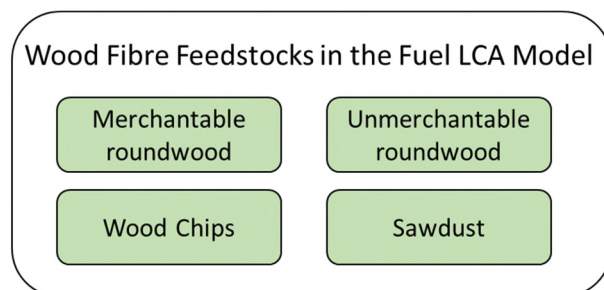 Wood Fibre Feedstocks in the Fuel LCA Model
Merchantable
roundwood
Unmerchantable
roundwood
Wood Chips
Sawdust